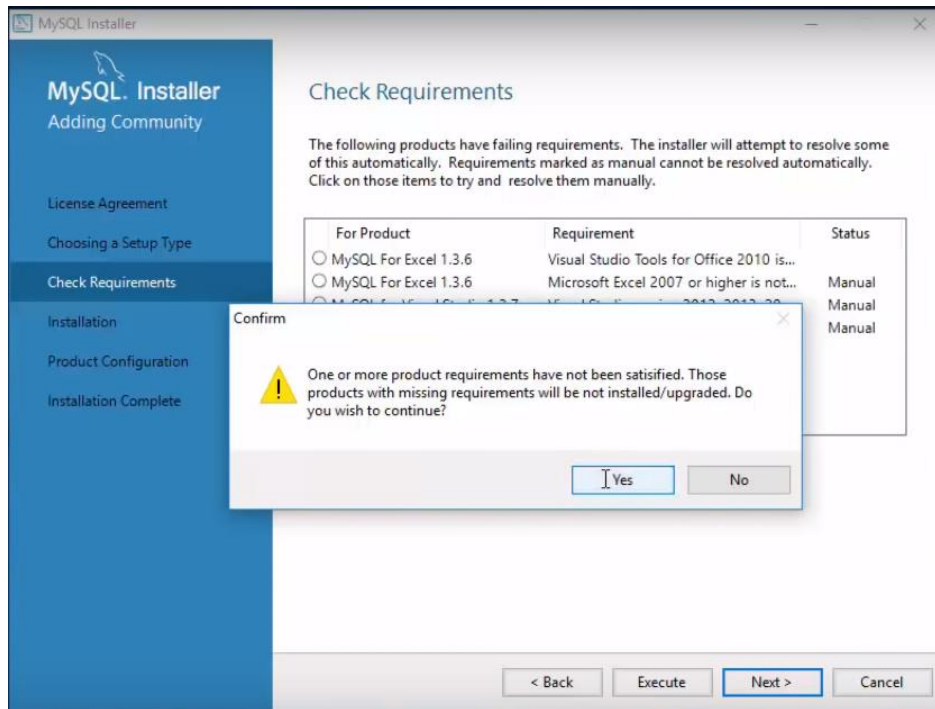 MySQL Installer
MySQL. Installer
Adding Community
License Agreement
Choosing a Setup Type
Check Requirements
Installation
Product Configuration
Installation Complete
Check Requirements
The following products have failing requirements. The installer will attempt to resolve some
of this automatically. Requirements marked as manual cannot be resolved automatically.
Click on those items to try and resolve them manually.
For Product Requirement Status
MySQL For Excel 1.3.6 Visual Studio Tools for Office 2010 is...
MySQL For Excel 1.3.6 Microsoft Excel 2007 or higher is not... Manual
Manual
Manual
Confirm
One or more product requirements have not been satisified. Those
products with missing requirements will be not installed/upgraded. Do
you wish to continue?
Yes No
< Back Execute Next > Cancel